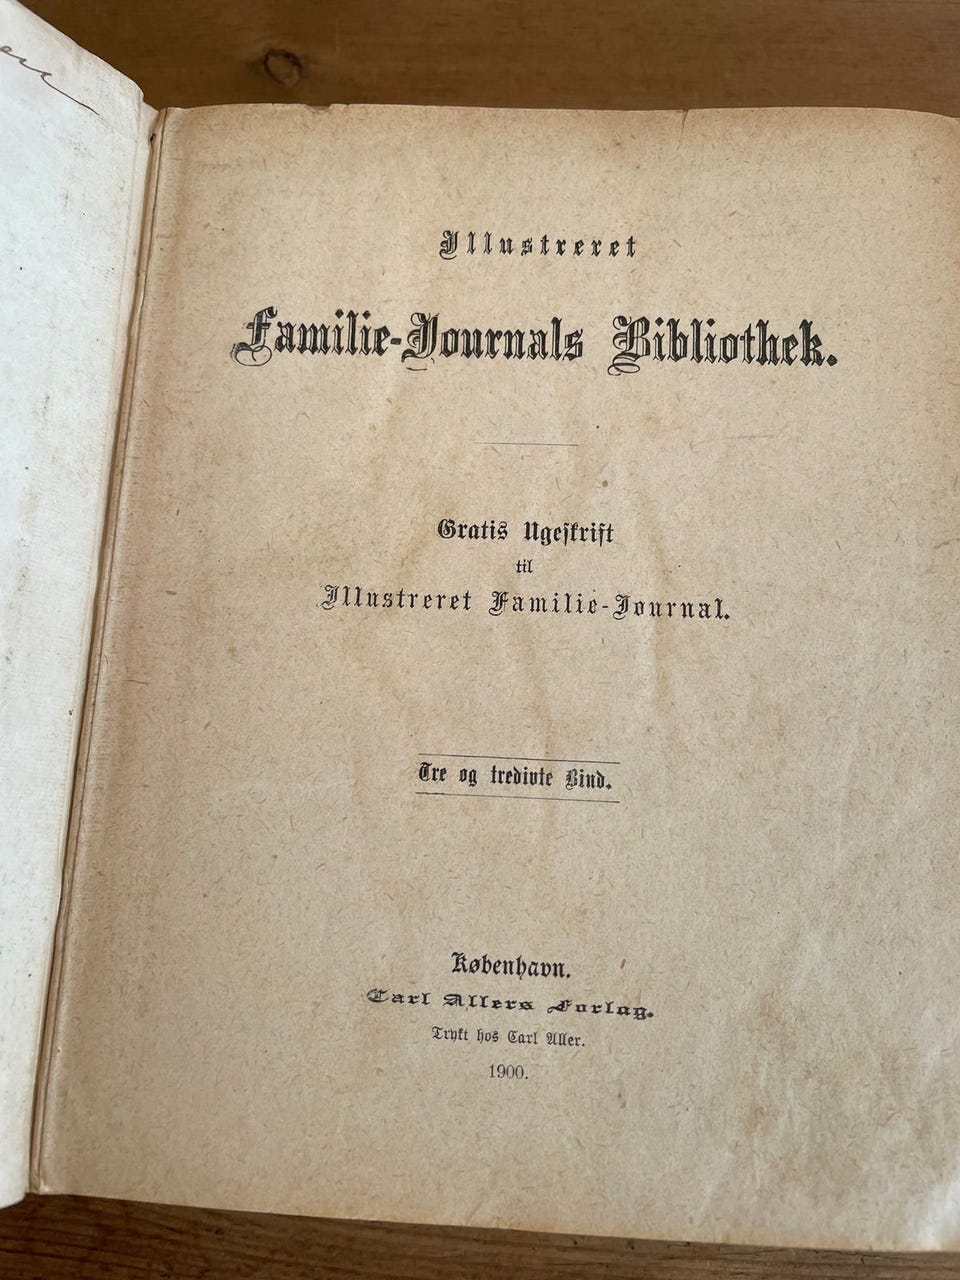 Illustreret
Familie-Journals Bibliothek.
Gratis Ugeskrift
til
Illustreret Familie-Journal.
Tre og tredivte Bind.
København.
Carl Allers Forlag.
Trykt hos Carl Aller.
1900.